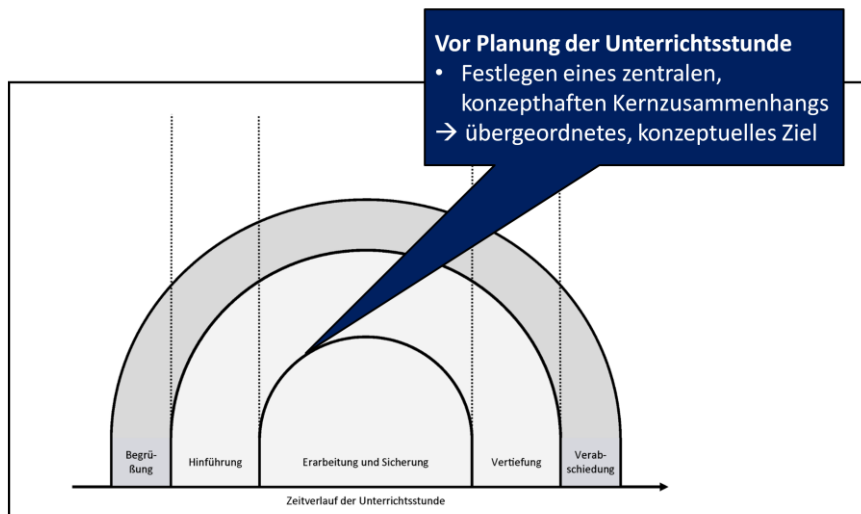 Vor Planung der Unterrichtsstunde
• Festlegen eines zentralen,
konzepthaften Kernzusammenhangs
→ übergeordnetes, konzeptuelles Ziel
Begrü-
ßung
Hinführung
Erarbeitung und Sicherung
Vertiefung
Verab-
schiedung
Zeitverlauf der Unterrichtsstunde